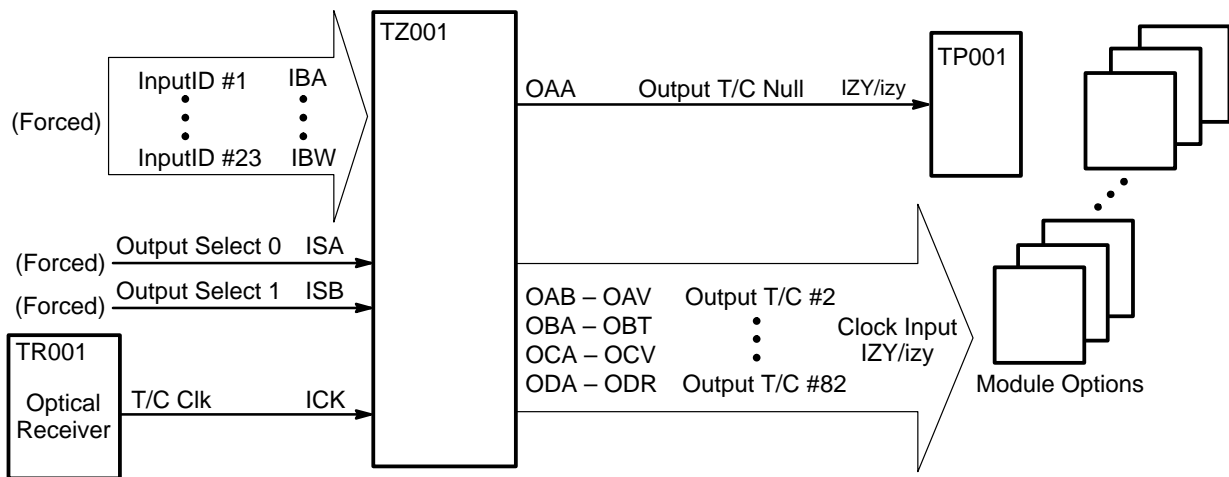 TZ001
TP001
InputID #1 IBA
(Forced)
InputID #23 IBW
OAA Output T/C Null IZY/izy
(Forced) Output Select 0 ISA
(Forced) Output Select 1 ISB
OAB – OAV Output T/C #2
OBA – OBT
OCA – OCV
ODA – ODR Output T/C #82
Clock Input
IZY/izy
Module Options
TR001
Optical
Receiver
T/C Clk ICK